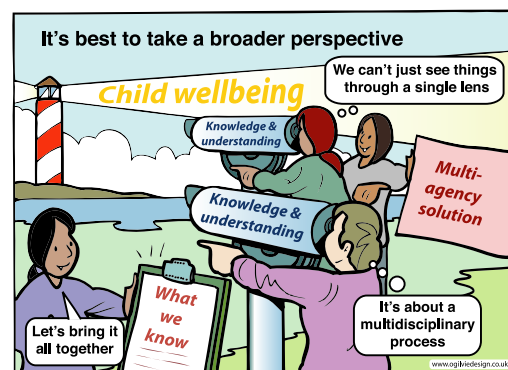 It's best to take a broader perspective
We can't just see things
through a single lens
Child wellbeing
Knowledge &
understanding
Multi-
agency
solution
Knowledge &
understanding
What
we
know
Let's bring it
all together
It's about a
multidisciplinary
process
www.ogilviedesign.co.uk